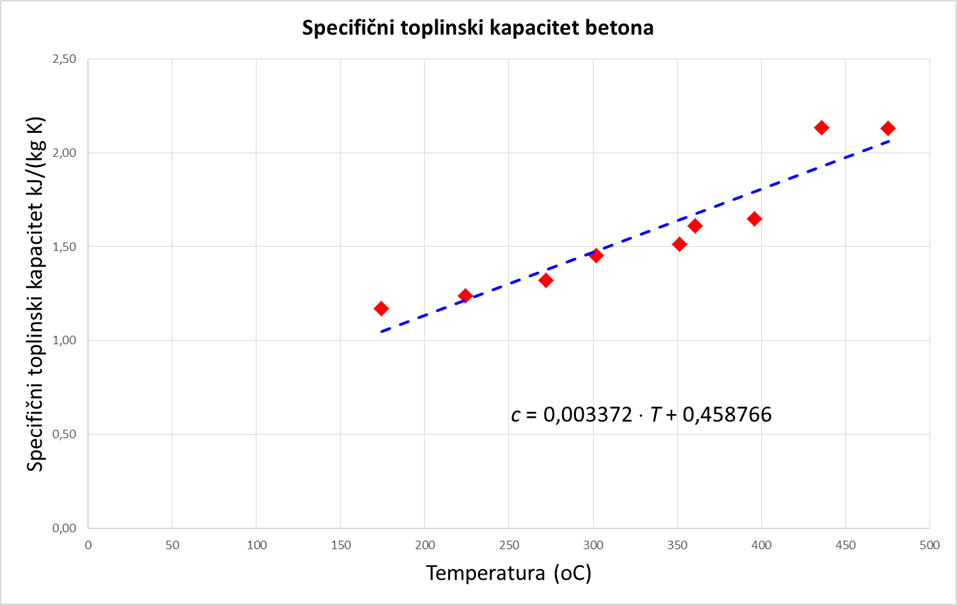 Specifični toplinski kapacitet betona
Specifični toplinski kapacitet kJ/(kg K)
2,50
2,00
1,50
1,00
0,50
0,00
c = 0,003372 · T + 0,458766
0 50 100 150 200 250 300 350 400 450 500
Temperatura (oC)